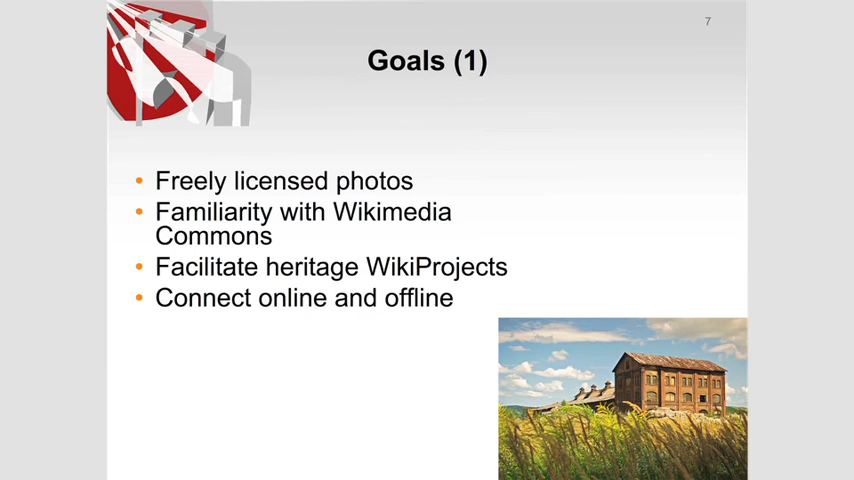 7
Goals (1)
• Freely licensed photos
• Familiarity with Wikimedia
Commons
• Facilitate heritage WikiProjects
• Connect online and offline